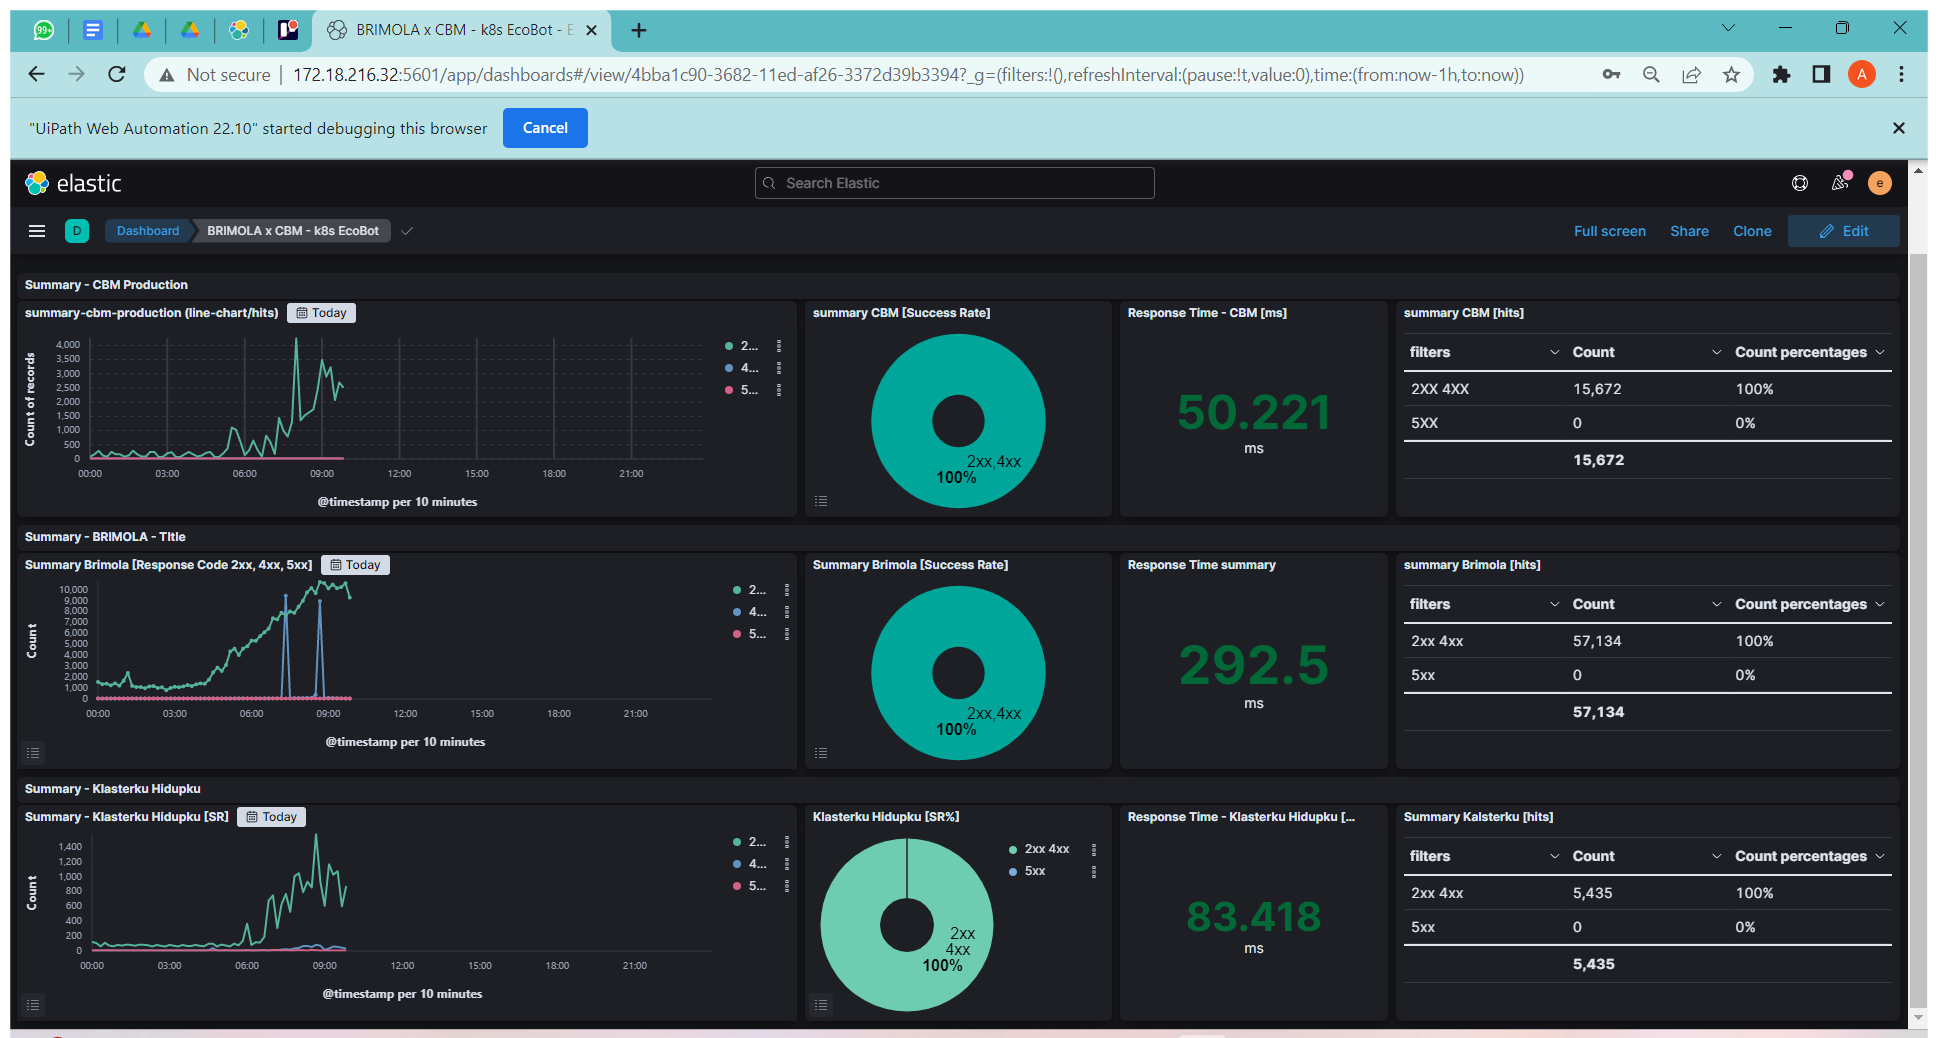 99+
BRIMOLA x CBM - k8s EcoBot - E
Not secure
172.18.216.32:5601/app/dashboards#/view/4bba1c90-3682-11ed-af26-3372d39b3394?_g=(filters:!(),refreshInterval:(pause:!t,value:0),time:(from:now-1h,to:now))
A
"UiPath Web Automation 22.10" started debugging this browser
Cancel
elastic
Search Elastic
e
D
Dashboard
BRIMOLA x CBM - k8s EcoBot
Full screen
Share
Clone
Edit
Summary - CBM Production
summary-cbm-production (line-chart/hits)
Today
Count of records
4,000
3,500
3,000
2,500
2,000
1,500
1,000
500
0
00:00 03:00 06:00 09:00 12:00 15:00 18:00 21:00
@timestamp per 10 minutes
2...
4...
5...
summary CBM [Success Rate]
2xx,4xx
100%
Response Time - CBM [ms]
50.221
ms
summary CBM [hits]
filters Count Count percentages
2XX 4XX 15,672 100%
5XX 0 0%
15,672
Summary - BRIMOLA - TItle
Summary Brimola [Response Code 2xx, 4xx, 5xx]
Today
Count
10,000
9,000
8,000
7,000
6,000
5,000
4,000
3,000
2,000
1,000
0
00:00 03:00 06:00 09:00 12:00 15:00 18:00 21:00
@timestamp per 10 minutes
2...
4...
5...
Summary Brimola [Success Rate]
2xx,4xx
100%
Response Time summary
292.5
ms
summary Brimola [hits]
filters Count Count percentages
2xx 4xx 57,134 100%
5xx 0 0%
57,134
Summary - Klasterku Hidupku
Summary - Klasterku Hidupku [SR]
Today
Count
1,400
1,200
1,000
800
600
400
200
0
00:00 03:00 06:00 09:00 12:00 15:00 18:00 21:00
@timestamp per 10 minutes
2...
4...
5...
Klasterku Hidupku [SR%]
2xx 4xx
5xx
2xx
4xx
100%
Response Time - Klasterku Hidupku [...
83.418
ms
Summary Kalsterku [hits]
filters Count Count percentages
2xx 4xx 5,435 100%
5xx 0 0%
5,435